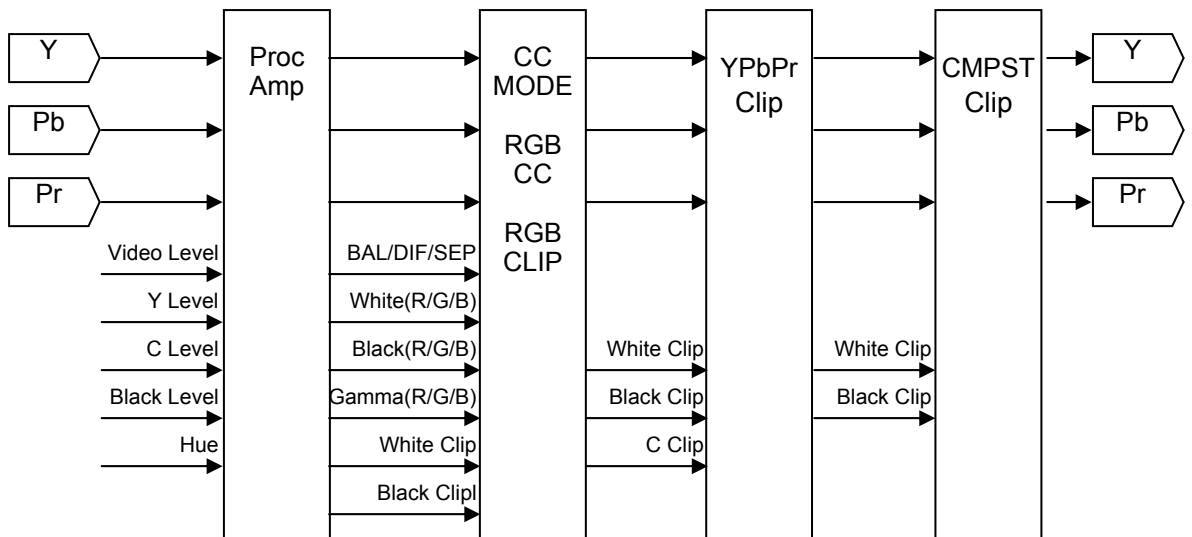 Y
Pb
Pr
Video Level
Y Level
C Level
Black Level
Hue
Proc
Amp
BAL/DIF/SEP
White(R/G/B)
Black(R/G/B)
Gamma(R/G/B)
White Clip
Black Clipl
CC
MODE
RGB
CC
RGB
CLIP
White Clip
Black Clip
C Clip
YPbPr
Clip
White Clip
Black Clip
CMPST
Clip
Y
Pb
Pr